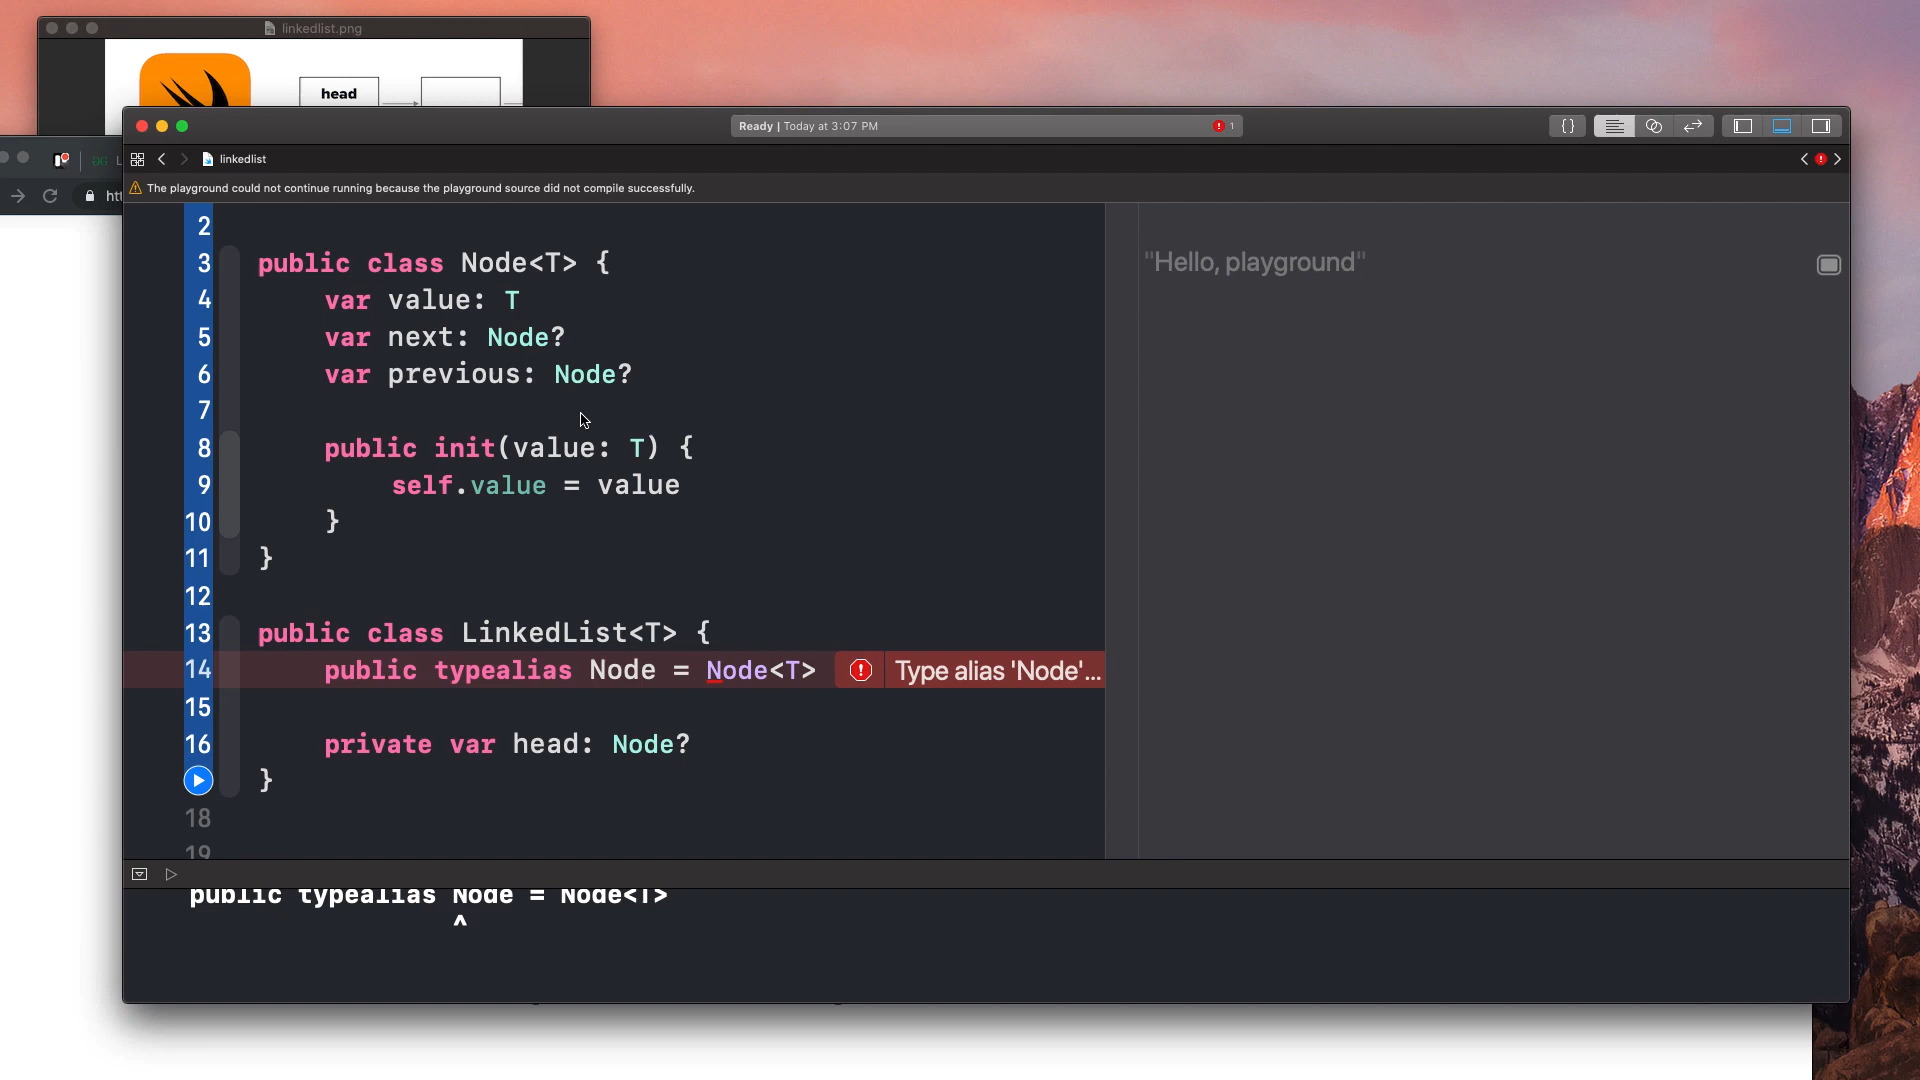 linkedlist.png
head
Ready | Today at 3:07 PM
1
{}
linkedlist
The playground could not continue running because the playground source did not compile successfully.
2
3 public class Node<T> {
4 var value: T
5 var next: Node?
6 var previous: Node?
7
8 public init(value: T) {
9 self.value = value
10 }
11 }
12
13 public class LinkedList<T> {
14 public typealias Node = Node<T> Type alias 'Node'...
15
16 private var head: Node?
}
18
19
"Hello, playground"
public typealias Node = Node<T>
^